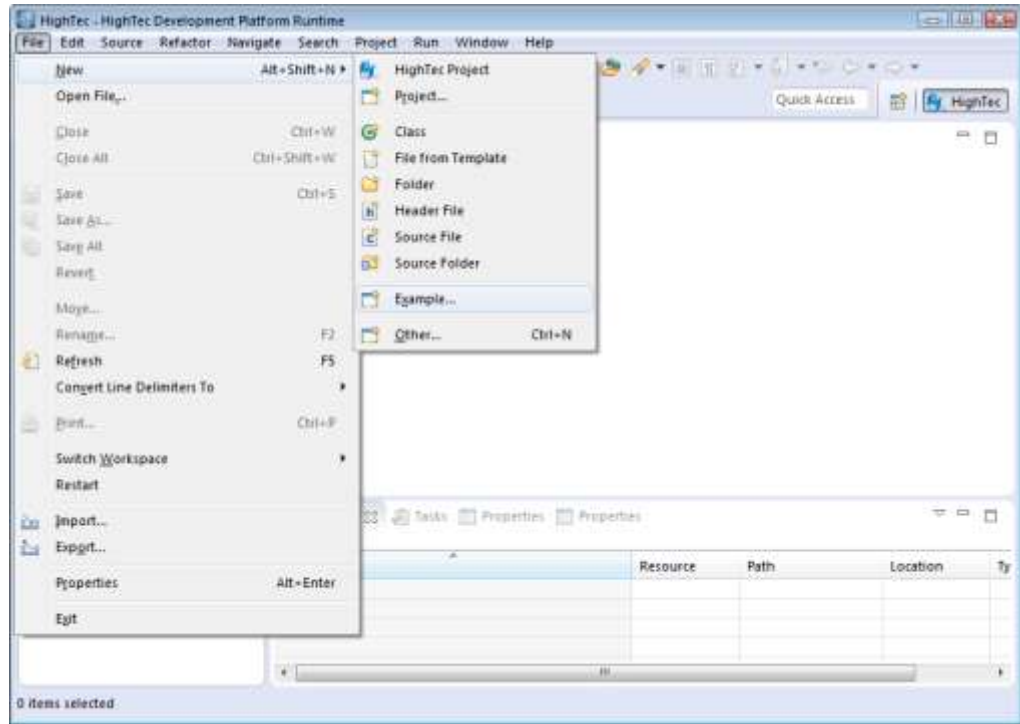 HighTec - HighTec Development Platform Runtime
File Edit Source Refactor Navigate Search Project Run Window Help
New Alt+Shift+N
Open File...
Close Ctrl+W
Close All Ctrl+Shift+W
Save Ctrl+S
Save As...
Save All
Revert
Move...
Rename... F2
Refresh F5
Convert Line Delimiters To
Print... Ctrl+P
Switch Workspace
Restart
Import...
Export...
Properties Alt+Enter
Exit
HighTec Project
Project...
Class
File from Template
Folder
Header File
Source File
Source Folder
Example...
Other... Ctrl+N
Quick Access HighTec
Tasks Properties Properties
Resource Path Location Ty
0 items selected